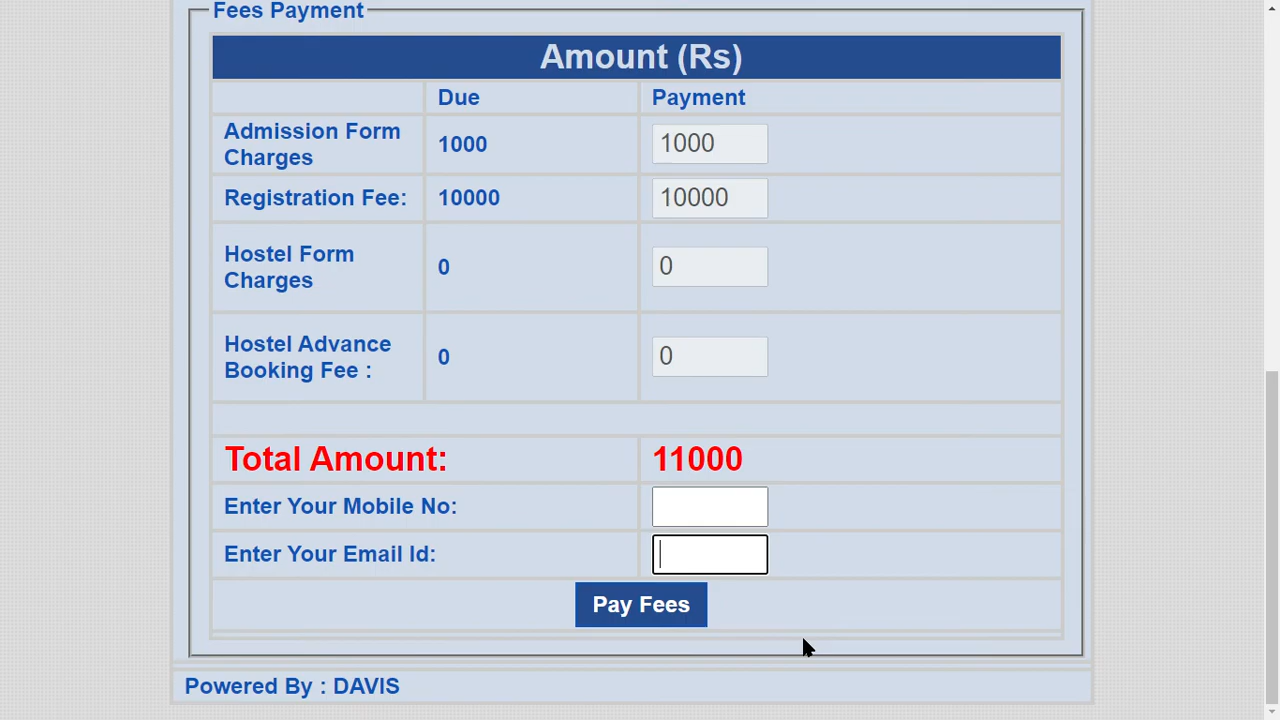 Fees Payment
Amount (Rs)
Due Payment
Admission Form
Charges
1000 1000
Registration Fee: 10000 10000
Hostel Form
Charges
0 0
Hostel Advance
Booking Fee :
0 0
Total Amount: 11000
Enter Your Mobile No:
Enter Your Email Id:
Pay Fees
Powered By : DAVIS